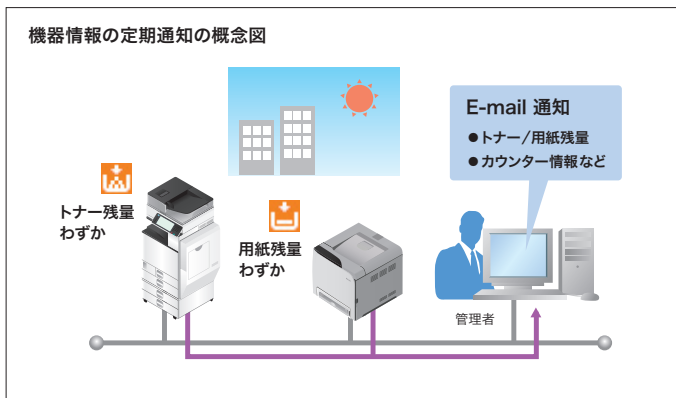 機器情報の定期通知の概念図
E-mail 通知
●トナー/用紙残量
●カウンター情報など
トナー残量
わずか
用紙残量
わずか
管理者